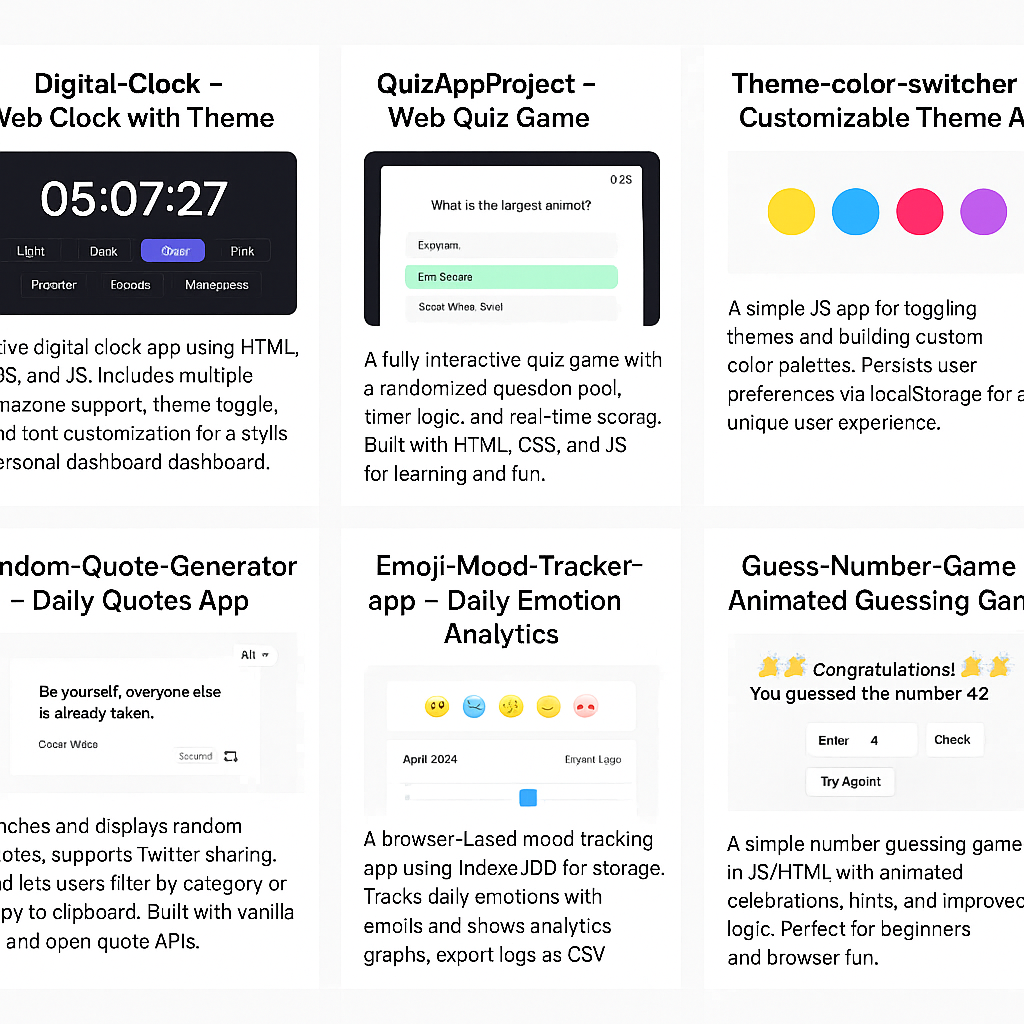 Digital-Clock –
Web Clock with Theme
05:07:27
Light
Dank
Pink
Proorter
Eooods
Maneppess
tive digital clock app using HTML,
S, and JS. Includes multiple
mazone support, theme toggle,
nd tont customization for a stylls
ersonal dashboard dashboard.
QuizAppProject –
Web Quiz Game
0 2S
What is the largest animot?
Expynam.
Erm Seoare
Scoat Whea. Sviel
A fully interactive quiz game with
a randomized quesdon pool,
timer logic. and real-time scorag.
Built with HTML, CSS, and JS
for learning and fun.
Theme-color-switcher
Customizable Theme A
A simple JS app for toggling
themes and building custom
color palettes. Persists user
preferences via localStorage for a
unique user experience.
ndom-Quote-Generator
– Daily Quotes App
Alt
Be yourself, overyone else
is already taken.
Cocar Wdce
Secumd
nches and displays random
otes, supports Twitter sharing.
d lets users filter by category or
py to clipboard. Built with vanilla
and open quote APIs.
Emoji-Mood-Tracker-
app – Daily Emotion
Analytics
April 2024
Eryant Lago
A browser-Lased mood tracking
app using IndexeJDD for storage.
Tracks daily emotions with
emoils and shows analytics
graphs, export logs as CSV
Guess-Number-Game
Animated Guessing Gam
Congratulations!
You guessed the number 42
Enter 4
Check
Try Agoint
A simple number guessing game
in JS/HTML, with animated
celebrations, hints, and improved
logic. Perfect for beginners
and browser fun.